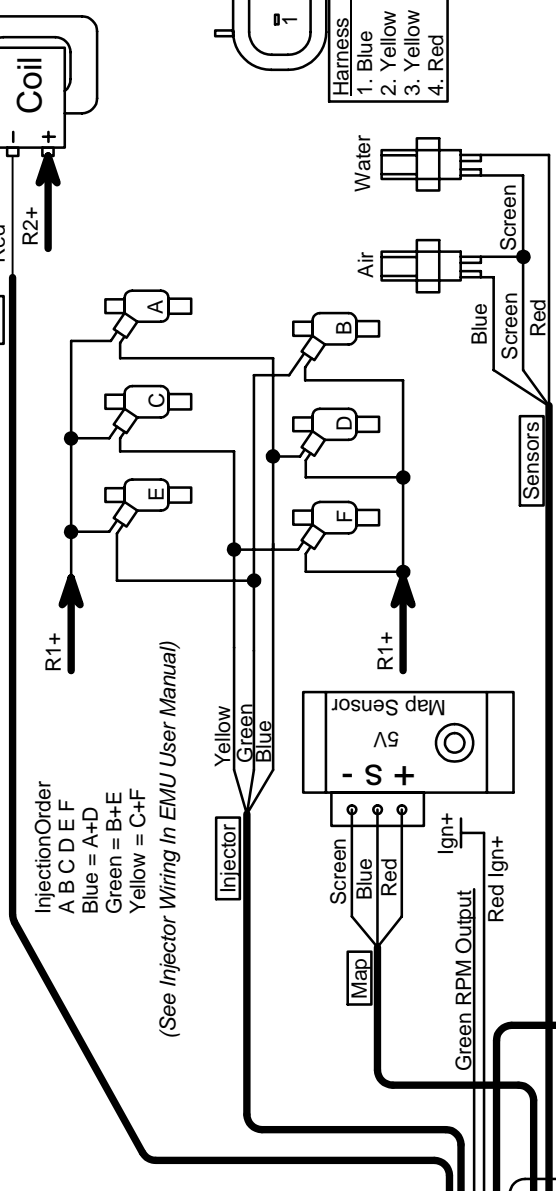 Coil
-
+
R2+
1
Harness
1. Blue
2. Yellow
3. Yellow
4. Red
Water
Air
Screen
Blue
Screen
Red
Sensors
A
C
E
B
D
F
R1+
R1+
InjectionOrder
A B C D E F
Blue = A+D
Green = B+E
Yellow = C+F
(See Injector Wiring In EMU User Manual)
Yellow
Green
Blue
Injector
Map Sensor
5V
- S +
Screen
Blue
Red
Map
Ign+
Green RPM Output
Red Ign+